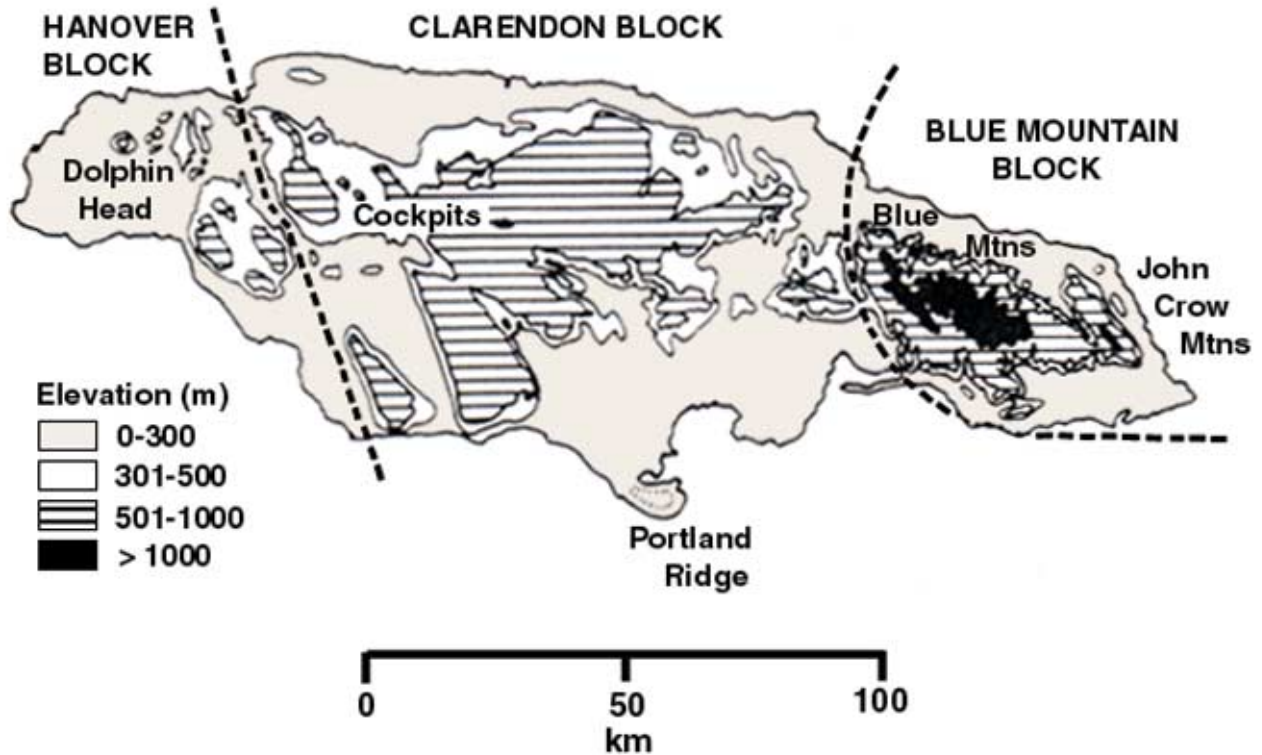 HANOVER
BLOCK
CLARENDON BLOCK
BLUE MOUNTAIN
BLOCK
Dolphin
Head
Cockpits
Blue
Mtns
John
Crow
Mtns
Elevation (m)
0-300
301-500
501-1000
> 1000
Portland
Ridge
0
50
100
km